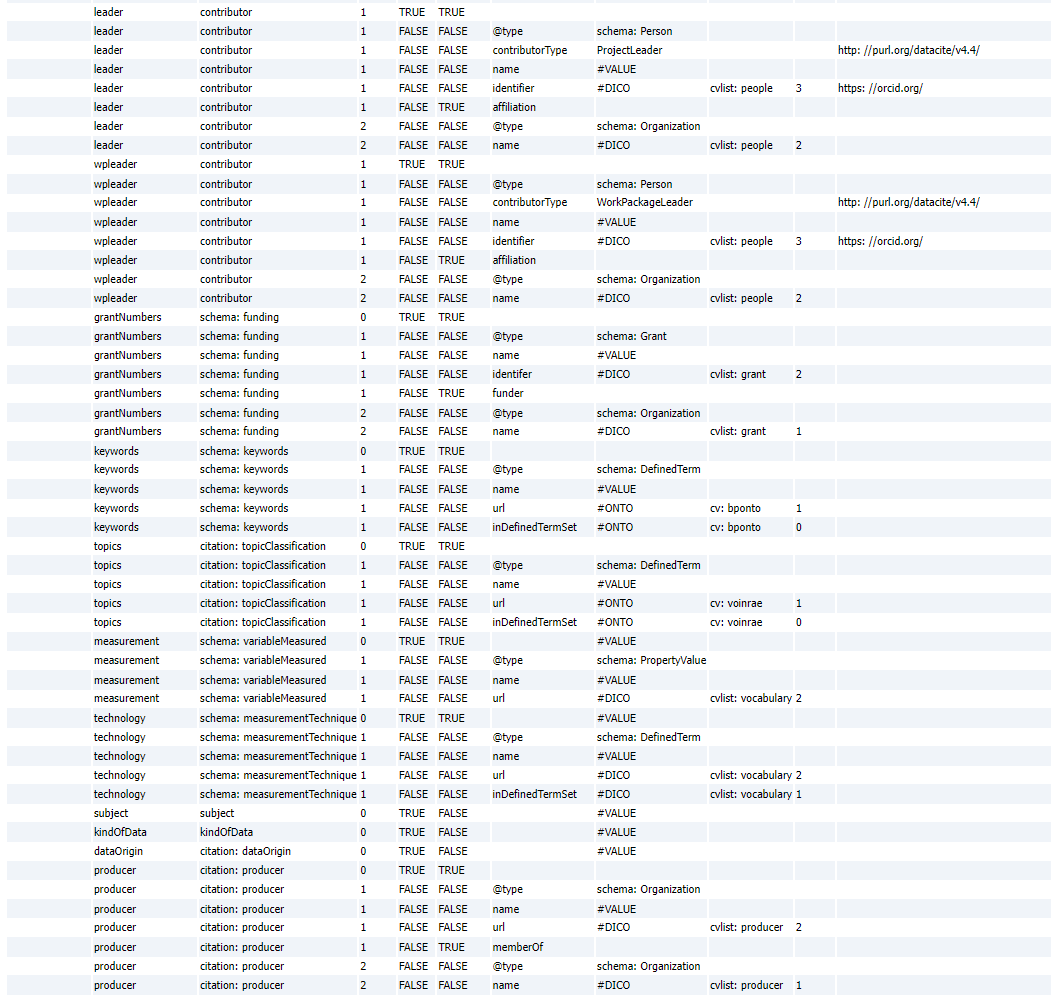 leader contributor 1 TRUE TRUE
leader contributor 1 FALSE FALSE @type schema: Person
leader contributor 1 FALSE FALSE contributorType ProjectLeader http: //purl.org/datacite/v4.4/
leader contributor 1 FALSE FALSE name #VALUE
leader contributor 1 FALSE FALSE identifier #DICO cvlist: people 3 https: //orcid.org/
leader contributor 1 FALSE TRUE affiliation
leader contributor 2 FALSE FALSE @type schema: Organization
leader contributor 2 FALSE FALSE name #DICO cvlist: people 2
wpleader contributor 1 TRUE TRUE
wpleader contributor 1 FALSE FALSE @type schema: Person
wpleader contributor 1 FALSE FALSE contributorType WorkPackageLeader http: //purl.org/datacite/v4.4/
wpleader contributor 1 FALSE FALSE name #VALUE
wpleader contributor 1 FALSE FALSE identifier #DICO cvlist: people 3 https: //orcid.org/
wpleader contributor 1 FALSE TRUE affiliation
wpleader contributor 2 FALSE FALSE @type schema: Organization
wpleader contributor 2 FALSE FALSE name #DICO cvlist: people 2
grantNumbers schema: funding 0 TRUE TRUE
grantNumbers schema: funding 1 FALSE FALSE @type schema: Grant
grantNumbers schema: funding 1 FALSE FALSE name #VALUE
grantNumbers schema: funding 1 FALSE FALSE identifer #DICO cvlist: grant 2
grantNumbers schema: funding 1 FALSE TRUE funder
grantNumbers schema: funding 2 FALSE FALSE @type schema: Organization
grantNumbers schema: funding 2 FALSE FALSE name #DICO cvlist: grant 1
keywords schema: keywords 0 TRUE TRUE
keywords schema: keywords 1 FALSE FALSE @type schema: DefinedTerm
keywords schema: keywords 1 FALSE FALSE name #VALUE
keywords schema: keywords 1 FALSE FALSE url #ONTO cv: bponto 1
keywords schema: keywords 1 FALSE FALSE inDefinedTermSet #ONTO cv: bponto 0
topics citation: topicClassification 0 TRUE TRUE
topics citation: topicClassification 1 FALSE FALSE @type schema: DefinedTerm
topics citation: topicClassification 1 FALSE FALSE name #VALUE
topics citation: topicClassification 1 FALSE FALSE url #ONTO cv: voinrae 1
topics citation: topicClassification 1 FALSE FALSE inDefinedTermSet #ONTO cv: voinrae 0
measurement schema: variableMeasured 0 TRUE TRUE #VALUE
measurement schema: variableMeasured 1 FALSE FALSE @type schema: PropertyValue
measurement schema: variableMeasured 1 FALSE FALSE name #VALUE
measurement schema: variableMeasured 1 FALSE FALSE url #DICO cvlist: vocabulary 2
technology schema: measurementTechnique 0 TRUE TRUE #VALUE
technology schema: measurementTechnique 1 FALSE FALSE @type schema: DefinedTerm
technology schema: measurementTechnique 1 FALSE FALSE name #VALUE
technology schema: measurementTechnique 1 FALSE FALSE url #DICO cvlist: vocabulary 2
technology schema: measurementTechnique 1 FALSE FALSE inDefinedTermSet #DICO cvlist: vocabulary 1
subject subject 0 TRUE FALSE #VALUE
kindOfData kindOfData 0 TRUE FALSE #VALUE
dataOrigin citation: dataOrigin 0 TRUE FALSE #VALUE
producer citation: producer 0 TRUE TRUE
producer citation: producer 1 FALSE FALSE @type schema: Organization
producer citation: producer 1 FALSE FALSE name #VALUE
producer citation: producer 1 FALSE FALSE url #DICO cvlist: producer 2
producer citation: producer 1 FALSE TRUE memberOf
producer citation: producer 2 FALSE FALSE @type schema: Organization
producer citation: producer 2 FALSE FALSE name #DICO cvlist: producer 1